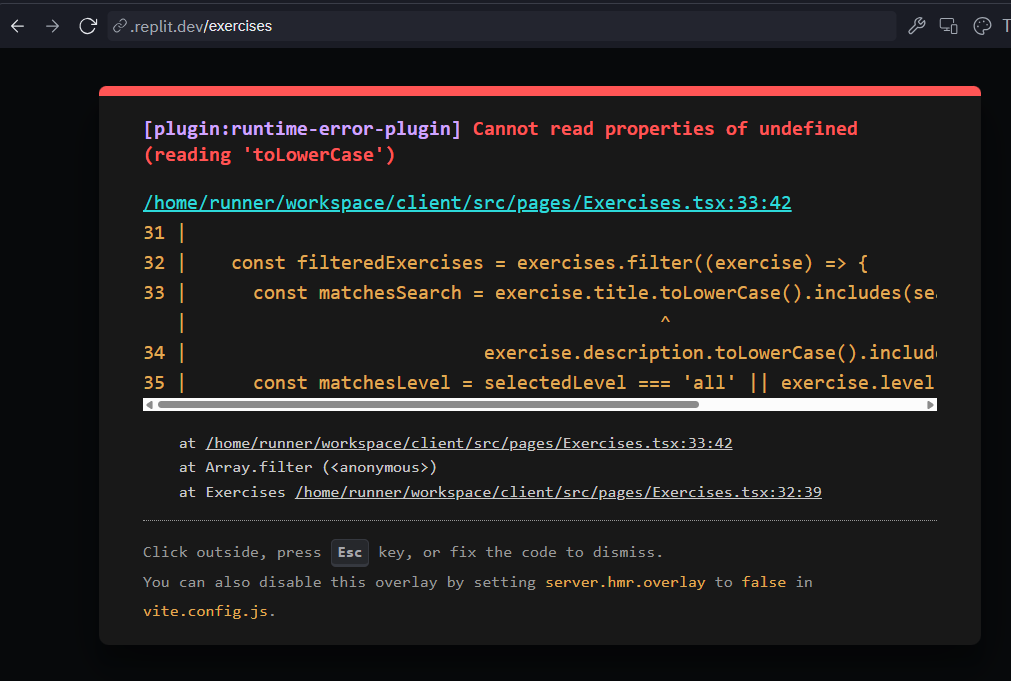 .replit.dev/exercises
[plugin:runtime-error-plugin] Cannot read properties of undefined
(reading 'toLowerCase')
/home/runner/workspace/client/src/pages/Exercises.tsx:33:42
31 |
32 |    const filteredExercises = exercises.filter((exercise) => {
33 |      const matchesSearch = exercise.title.toLowerCase().includes(sea
   |                                           ^
34 |                           exercise.description.toLowerCase().includ
35 |      const matchesLevel = selectedLevel === 'all' || exercise.level
at /home/runner/workspace/client/src/pages/Exercises.tsx:33:42
at Array.filter (<anonymous>)
at Exercises /home/runner/workspace/client/src/pages/Exercises.tsx:32:39
Click outside, press Esc key, or fix the code to dismiss.
You can also disable this overlay by setting server.hmr.overlay to false in
vite.config.js.